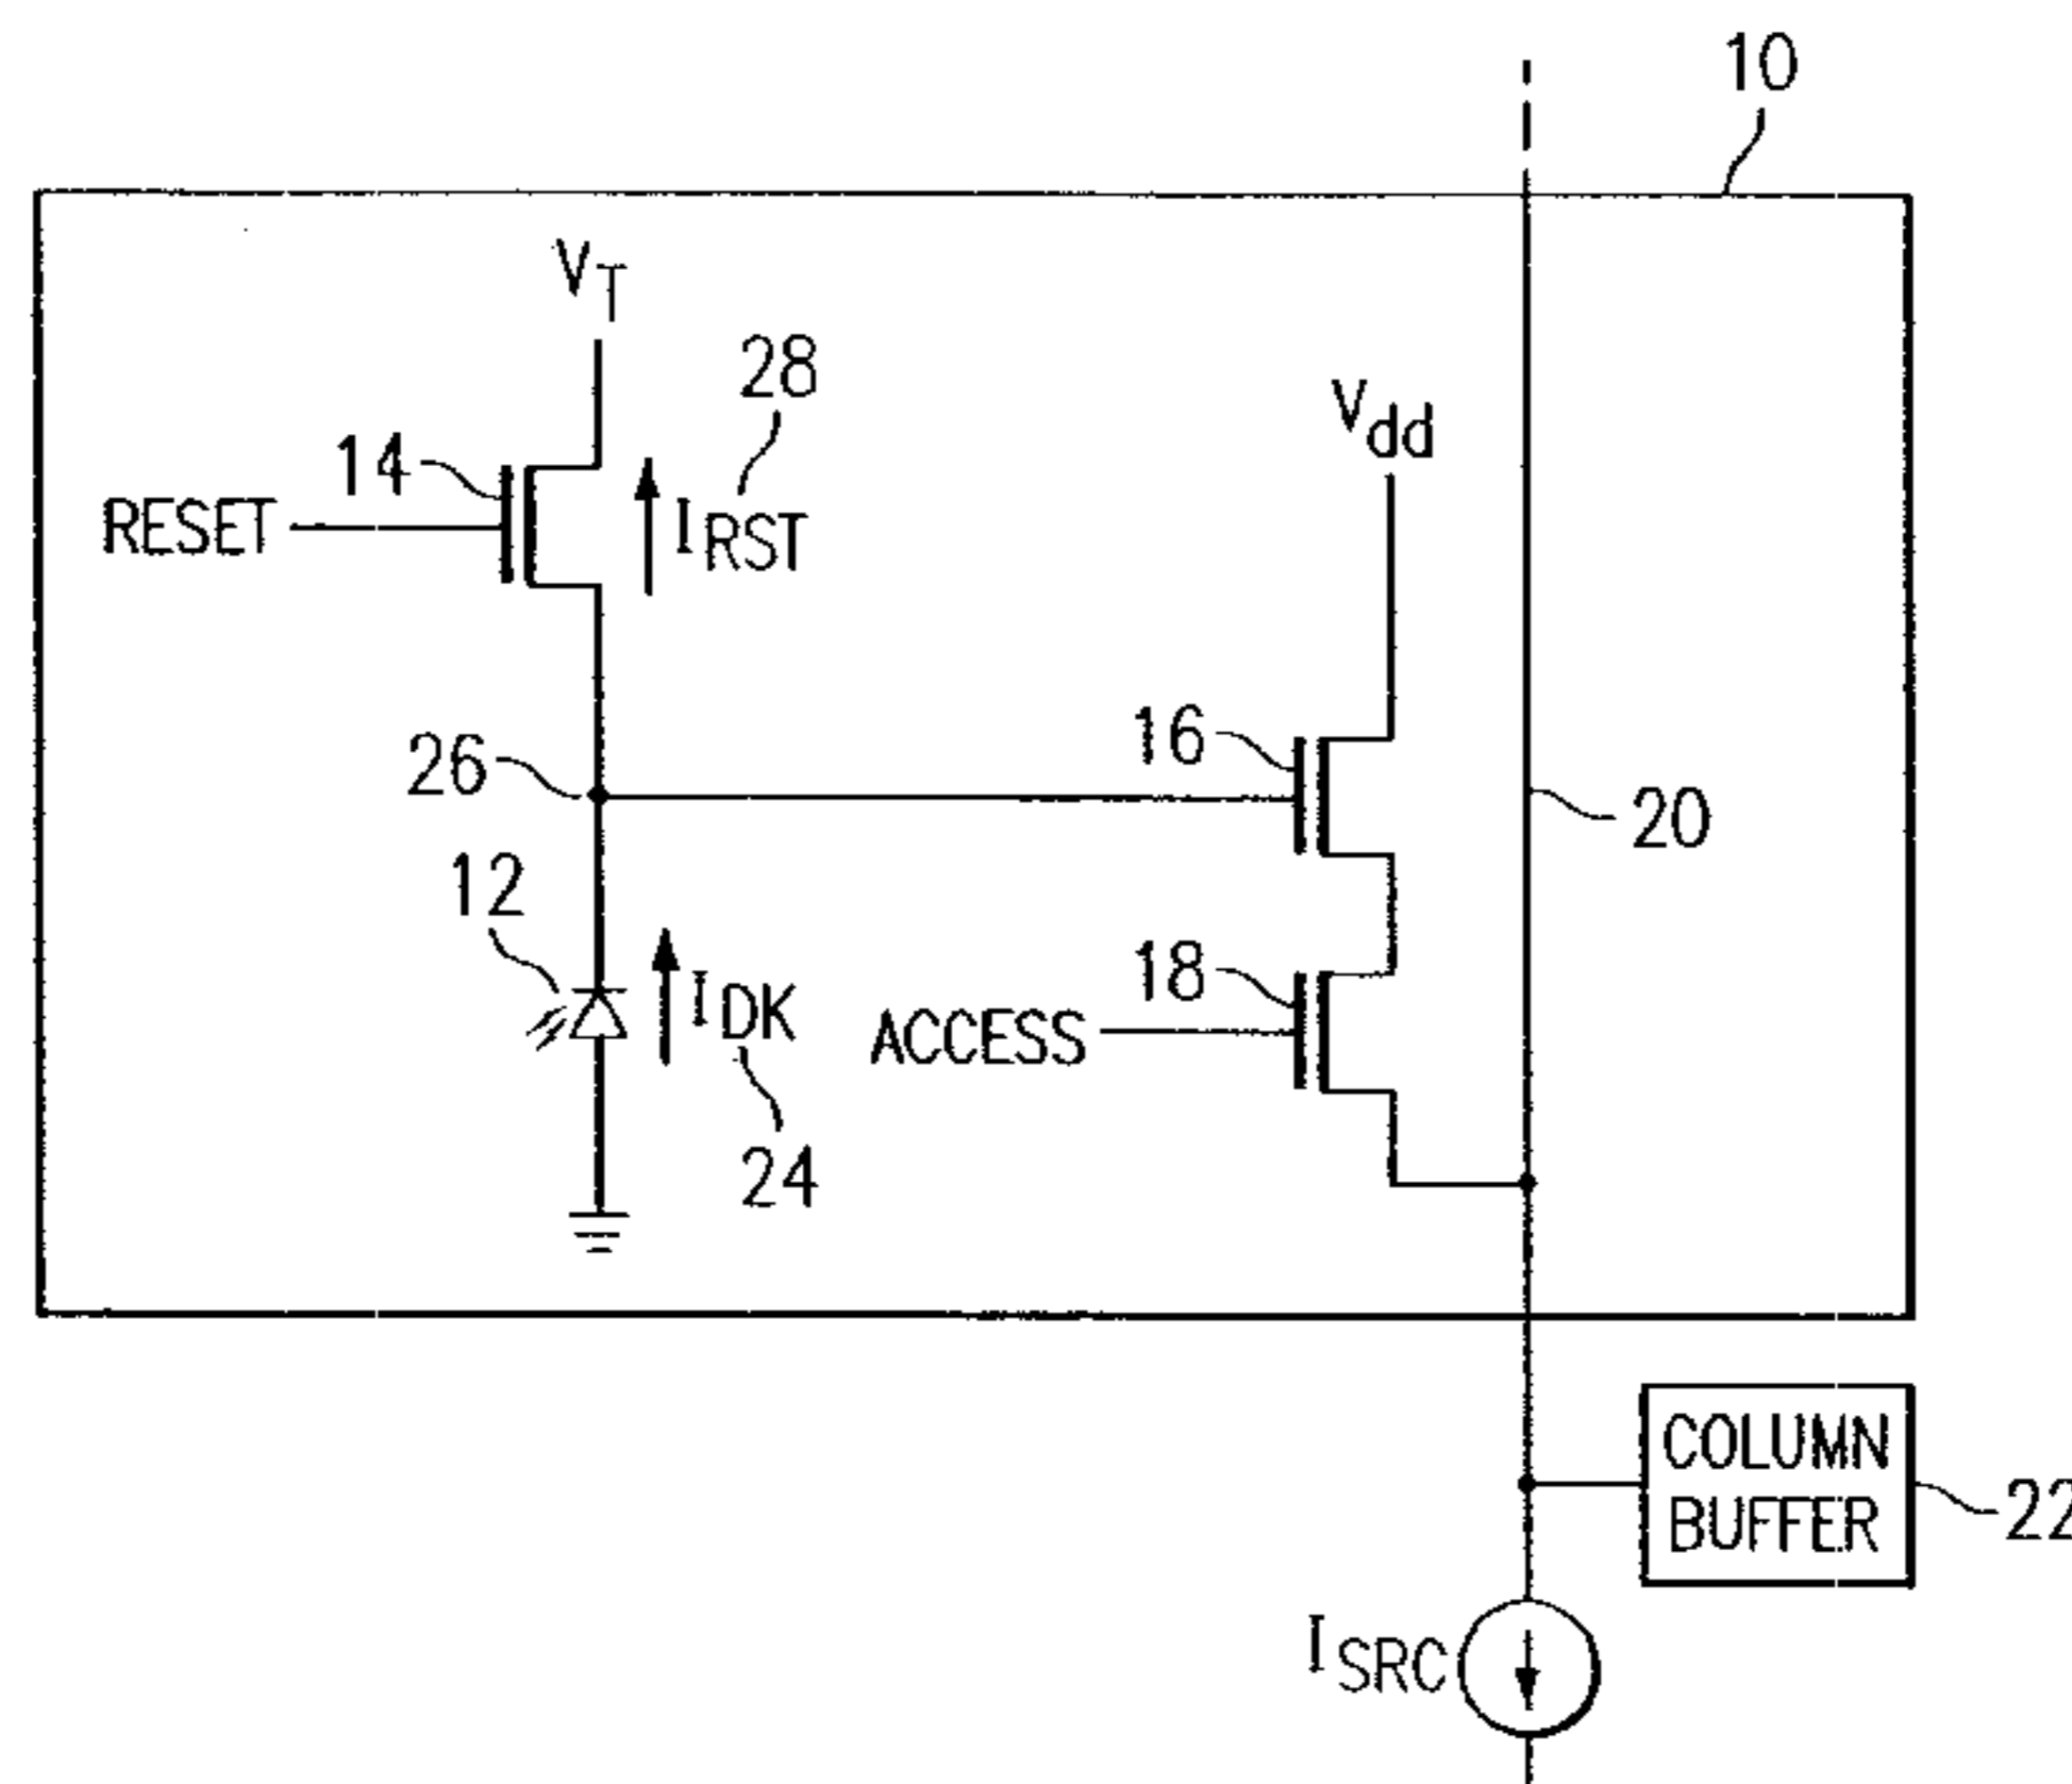 10
VT
28
Vdd
14
RESET
IRST
16
26
20
12
18
IDK
ACCESS
24
COLUMN
BUFFER
22
ISRC